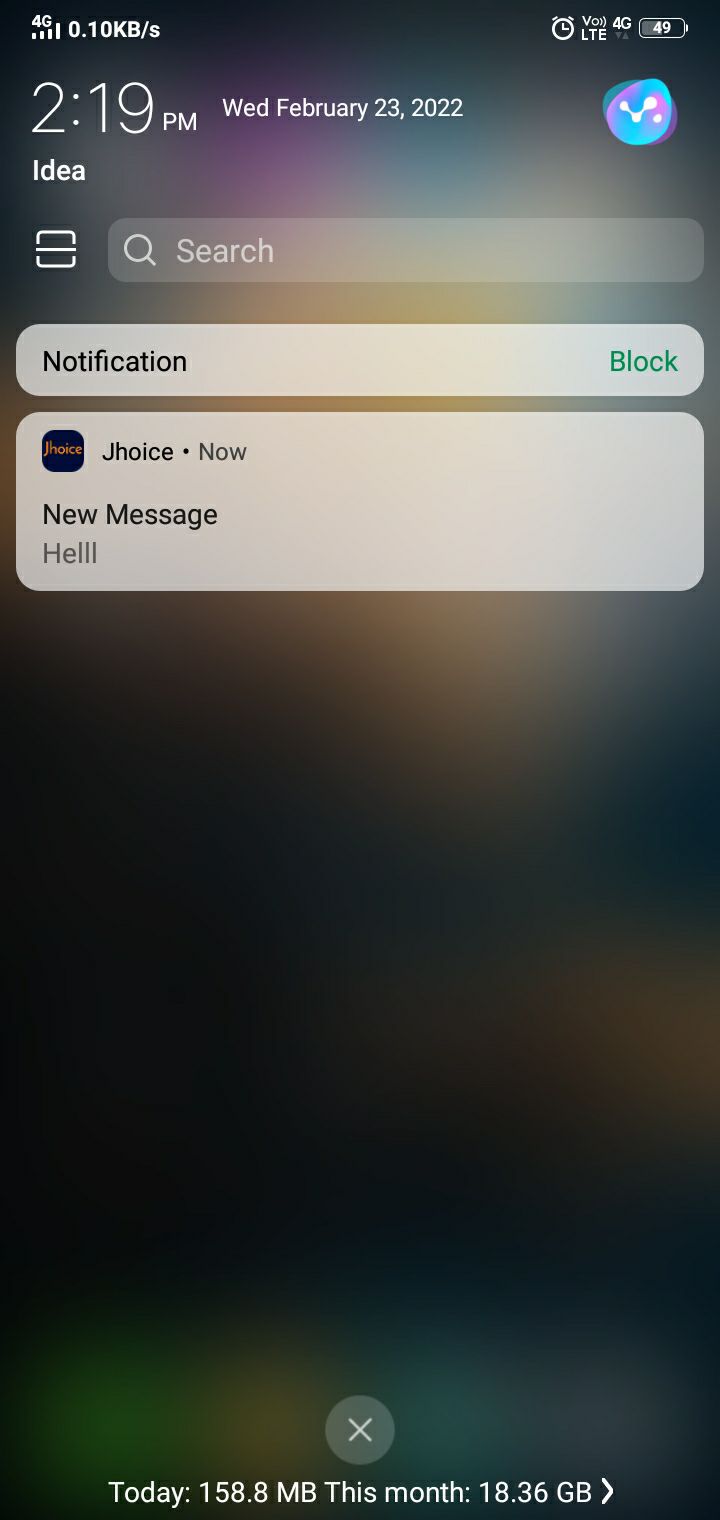 4G 0.10KB/s Vo)) LTE 4G 49
2:19 PM Wed February 23, 2022
Idea
Search
Notification Block
Jhoice Jhoice • Now
New Message
Helll
Today: 158.8 MB This month: 18.36 GB